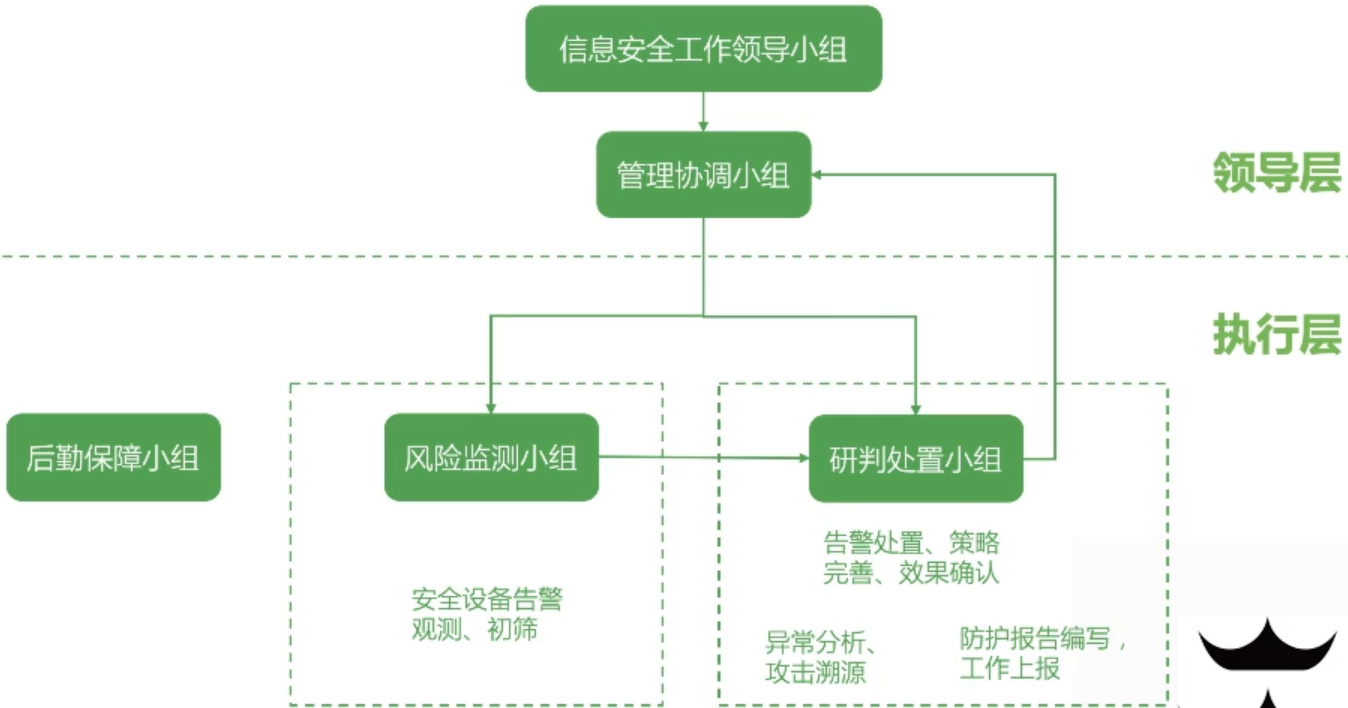 信息安全工作领导小组
管理协调小组
领导层
执行层
后勤保障小组
风险监测小组
研判处置小组
告警处置、策略
完善、效果确认
安全设备告警
观测、初筛
异常分析、
攻击溯源
防护报告编写，
工作上报